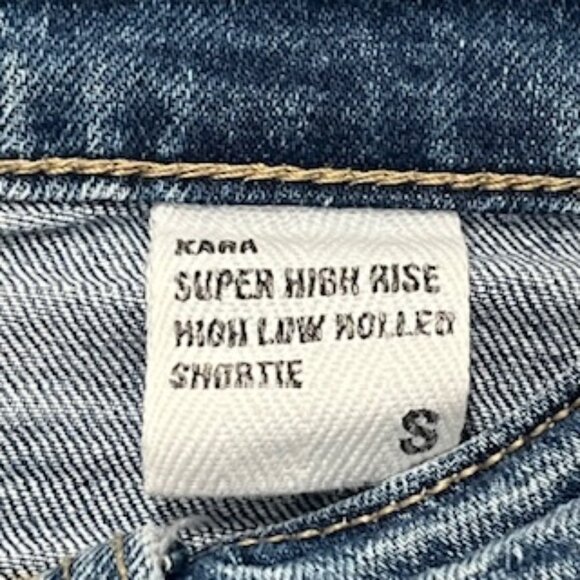 KARA
SUPER HIGH RISE
HIGH LOW ROLLED
SHORTIE
S